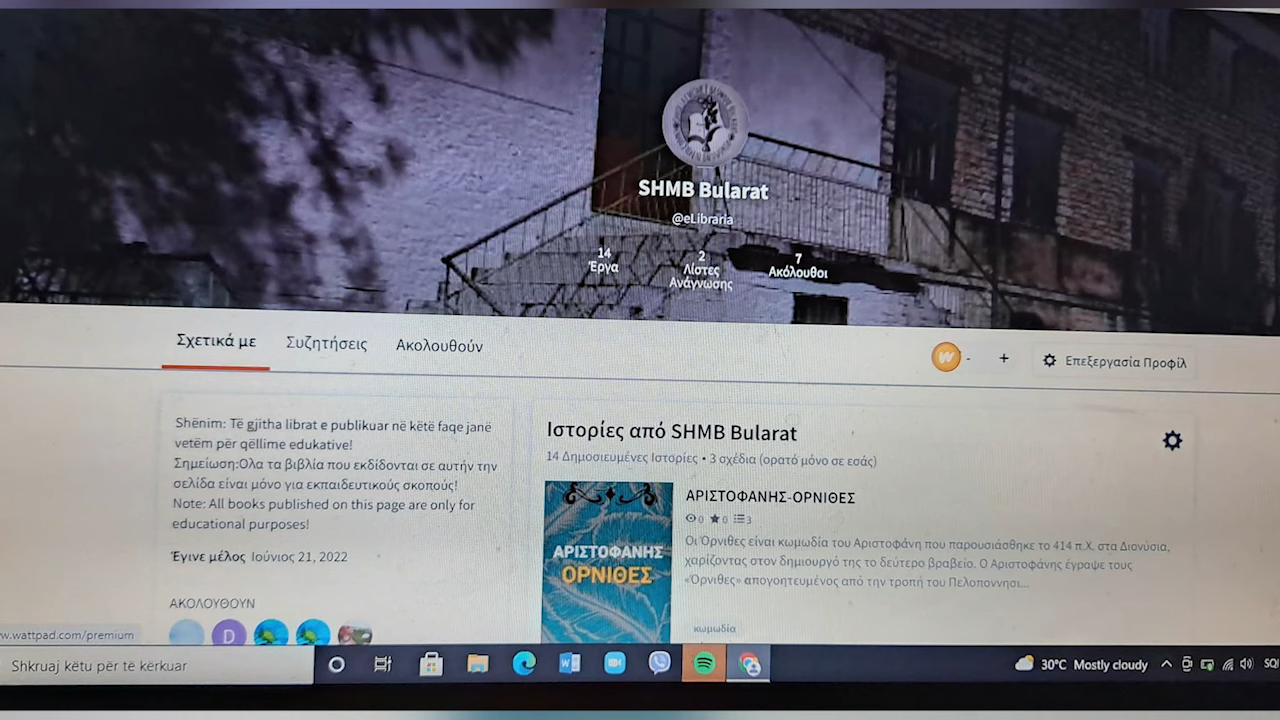 SHMB Bularat
@eLibraria
14
Έργα
2
Λίστες
Ανάγνωσης
7
Ακόλουθοι
Σχετικά με
Συζητήσεις
Ακολουθούν
+
Επεξεργασία Προφίλ
Shënim: Të gjitha librat e publikuar në këtë faqe janë
vetëm për qëllime edukative!
Σημείωση:Ολα τα βιβλία που εκδίδονται σε αυτήν την
σελίδα είναι μόνο για εκπαιδευτικούς σκοπούς!
Note: All books published on this page are only for
educational purposes!
Έγινε μέλος Ιούνιος 21, 2022
ΑΚΟΛΟΥΘΟΥΝ
D
Ιστορίες από SHMB Bularat
14 Δημοσιευμένες Ιστορίες • 3 σχέδια (ορατό μόνο σε εσάς)
ΑΡΙΣΤΟΦΑΝΗΣ
ΟΡΝΙΘΕΣ
ΑΡΙΣΤΟΦΑΝΗΣ-ΟΡΝΙΘΕΣ
0 0 3
Οι Όρνιθες είναι κωμωδία του Αριστοφάνη που παρουσιάσθηκε το 414 π.Χ. στα Διονύσια,
χαρίζοντας στον δημιουργό της το δεύτερο βραβείο. Ο Αριστοφάνης έγραψε τους
«Όρνιθες» απογοητευμένος από την τροπή του Πελοποννησι...
κωμωδία
w.wattpad.com/premium
Shkruaj këtu për të kërkuar
30°C Mostly cloudy